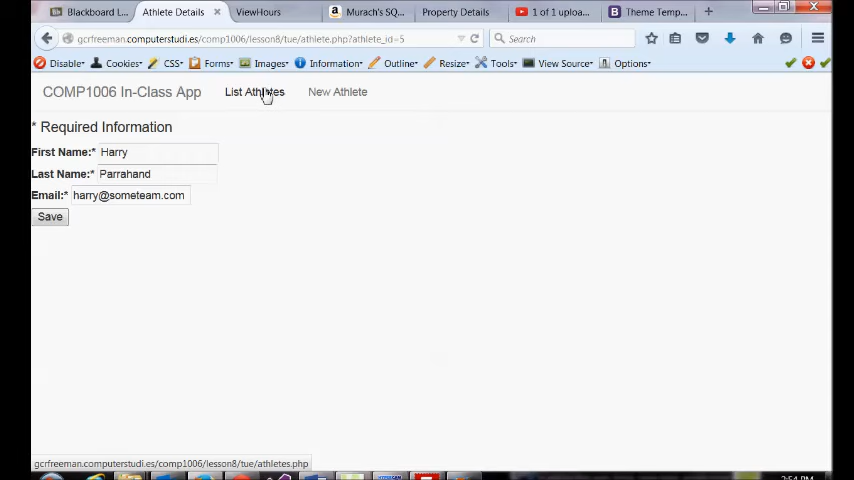 Blackboard L... Athlete Details × ViewHours Murach's SQ... Property Details 1 of 1 uploa... Theme Temp... +
gcrfreeman.computerstudi.es/comp1006/lesson8/tue/athlete.php?athlete_id=5 Search
Disable Cookies CSS Forms Images Information Outline Resize Tools View Source Options
COMP1006 In-Class App List Athletes New Athlete
* Required Information
First Name:* Harry
Last Name:* Parrahand
Email:* harry@someteam.com
Save
gcrfreeman.computerstudi.es/comp1006/lesson8/tue/athletes.php
2:54 PM